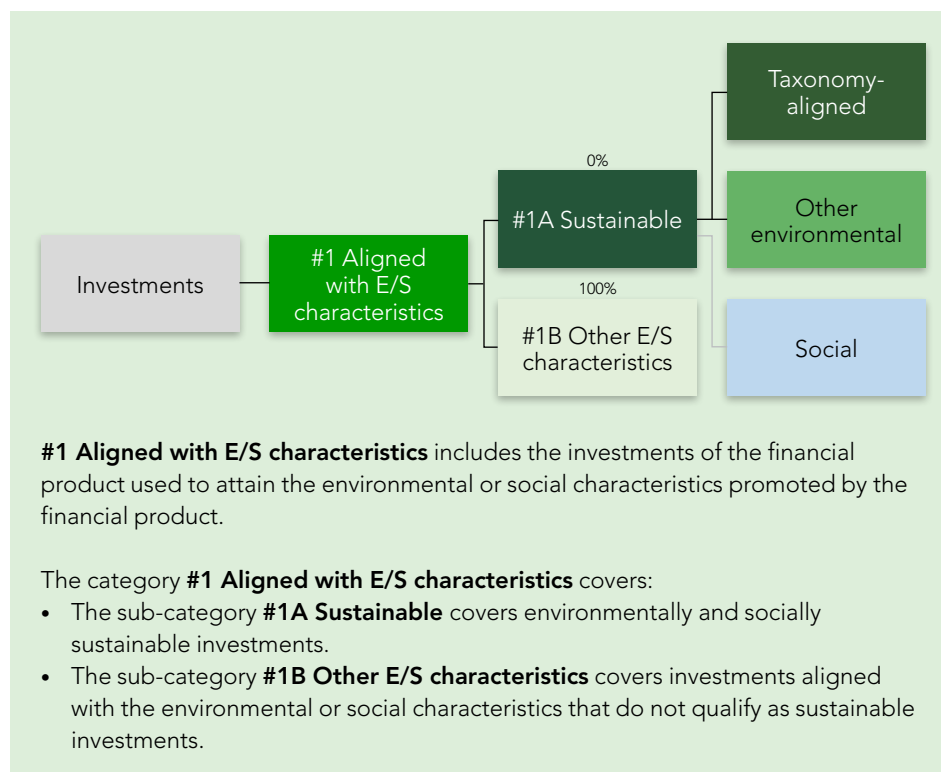 Taxonomy-
aligned
0%
#1A Sustainable
Other
environmental
Investments
#1 Aligned
with E/S
characteristics
100%
#1B Other E/S
characteristics
Social
#1 Aligned with E/S characteristics includes the investments of the financial
product used to attain the environmental or social characteristics promoted by the
financial product.
The category #1 Aligned with E/S characteristics covers:
• The sub-category #1A Sustainable covers environmentally and socially
sustainable investments.
• The sub-category #1B Other E/S characteristics covers investments aligned
with the environmental or social characteristics that do not qualify as sustainable
investments.